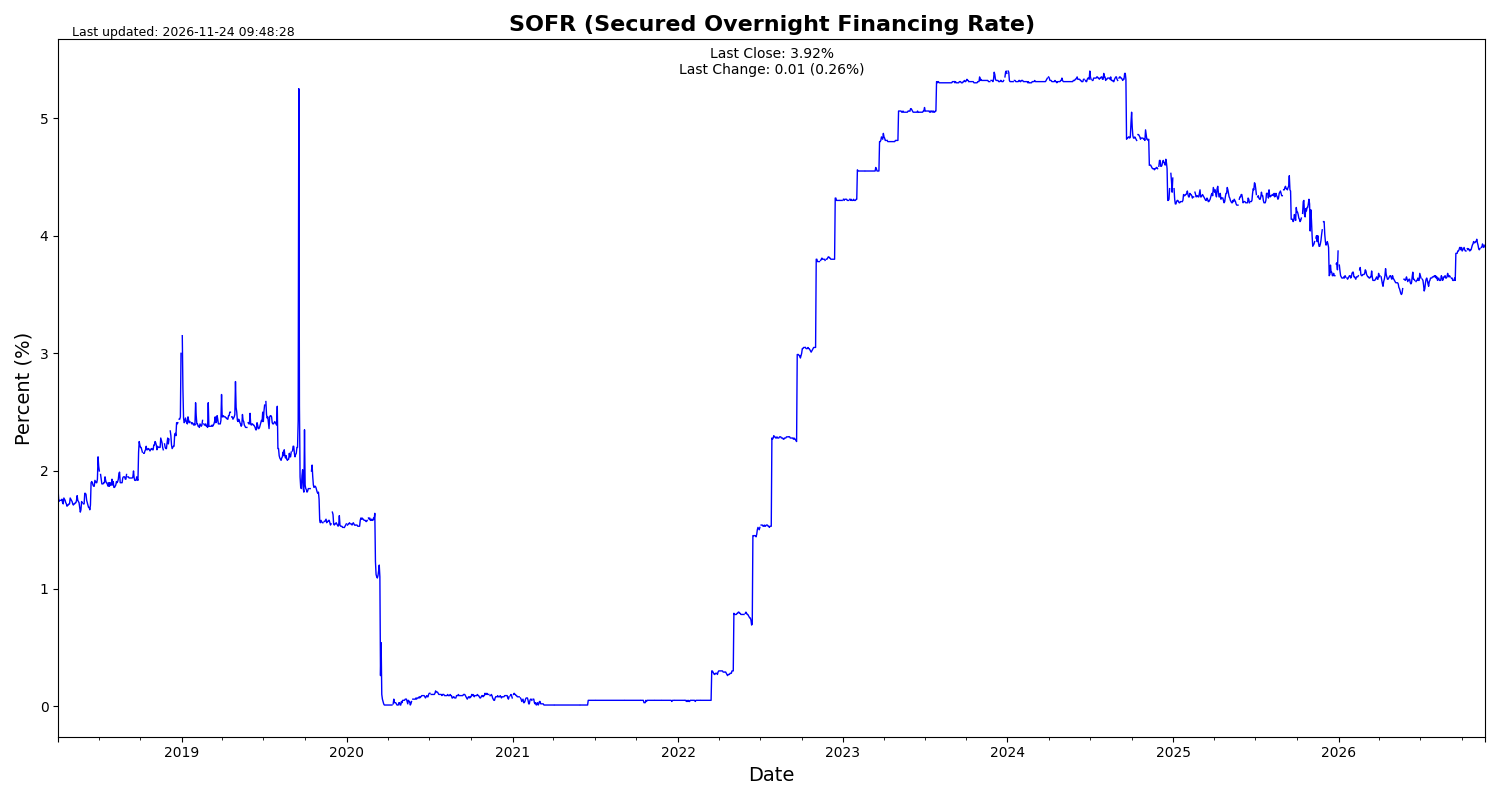 SOFR (Secured Overnight Financing Rate)
Last updated: 2026-11-24 09:48:28
Last Close: 3.92%
Last Change: 0.01 (0.26%)
Percent (%)
5
4
3
2
1
0
2019 2020 2021 2022 2023 2024 2025 2026
Date